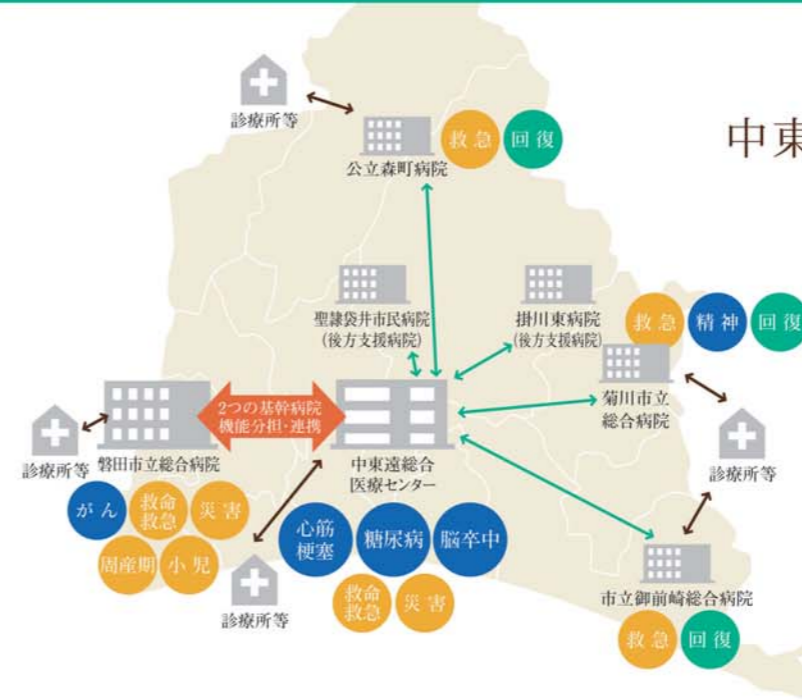 診療所等
公立森町病院
救急
回復
中東
聖隷袋井市民病院
(後方支援病院)
掛川東病院
(後方支援病院)
救急
精神
回復
菊川市立
総合病院
2つの基幹病院
機能分担・連携
診療所等
磐田市立総合病院
中東遠総合
医療センター
診療所等
がん
救命
救急
災害
周産期
小児
心筋
梗塞
糖尿病
脳卒中
救命
救急
災害
診療所等
市立御前崎総合病院
救急
回復